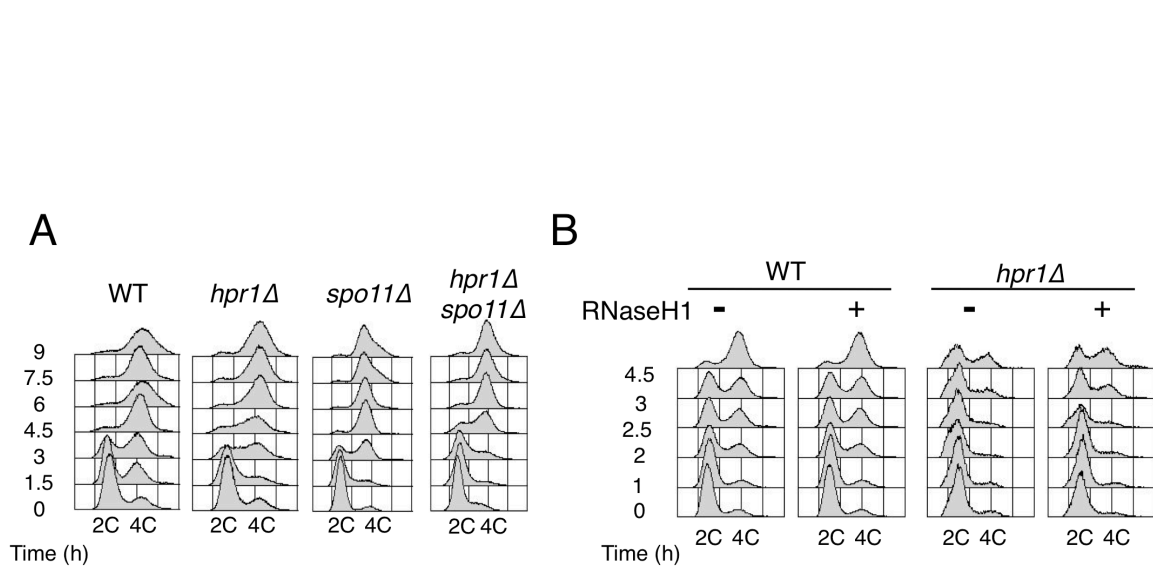 A
B
WT hpr1Δ spo11Δ hpr1Δ spo11Δ
9
7.5
6
4.5
3
1.5
0
2C 4C 2C 4C 2C 4C 2C 4C
Time (h)
WT hpr1Δ
RNaseH1 - + - +
4.5
3
2.5
2
1
0
2C 4C 2C 4C 2C 4C 2C 4C
Time (h)